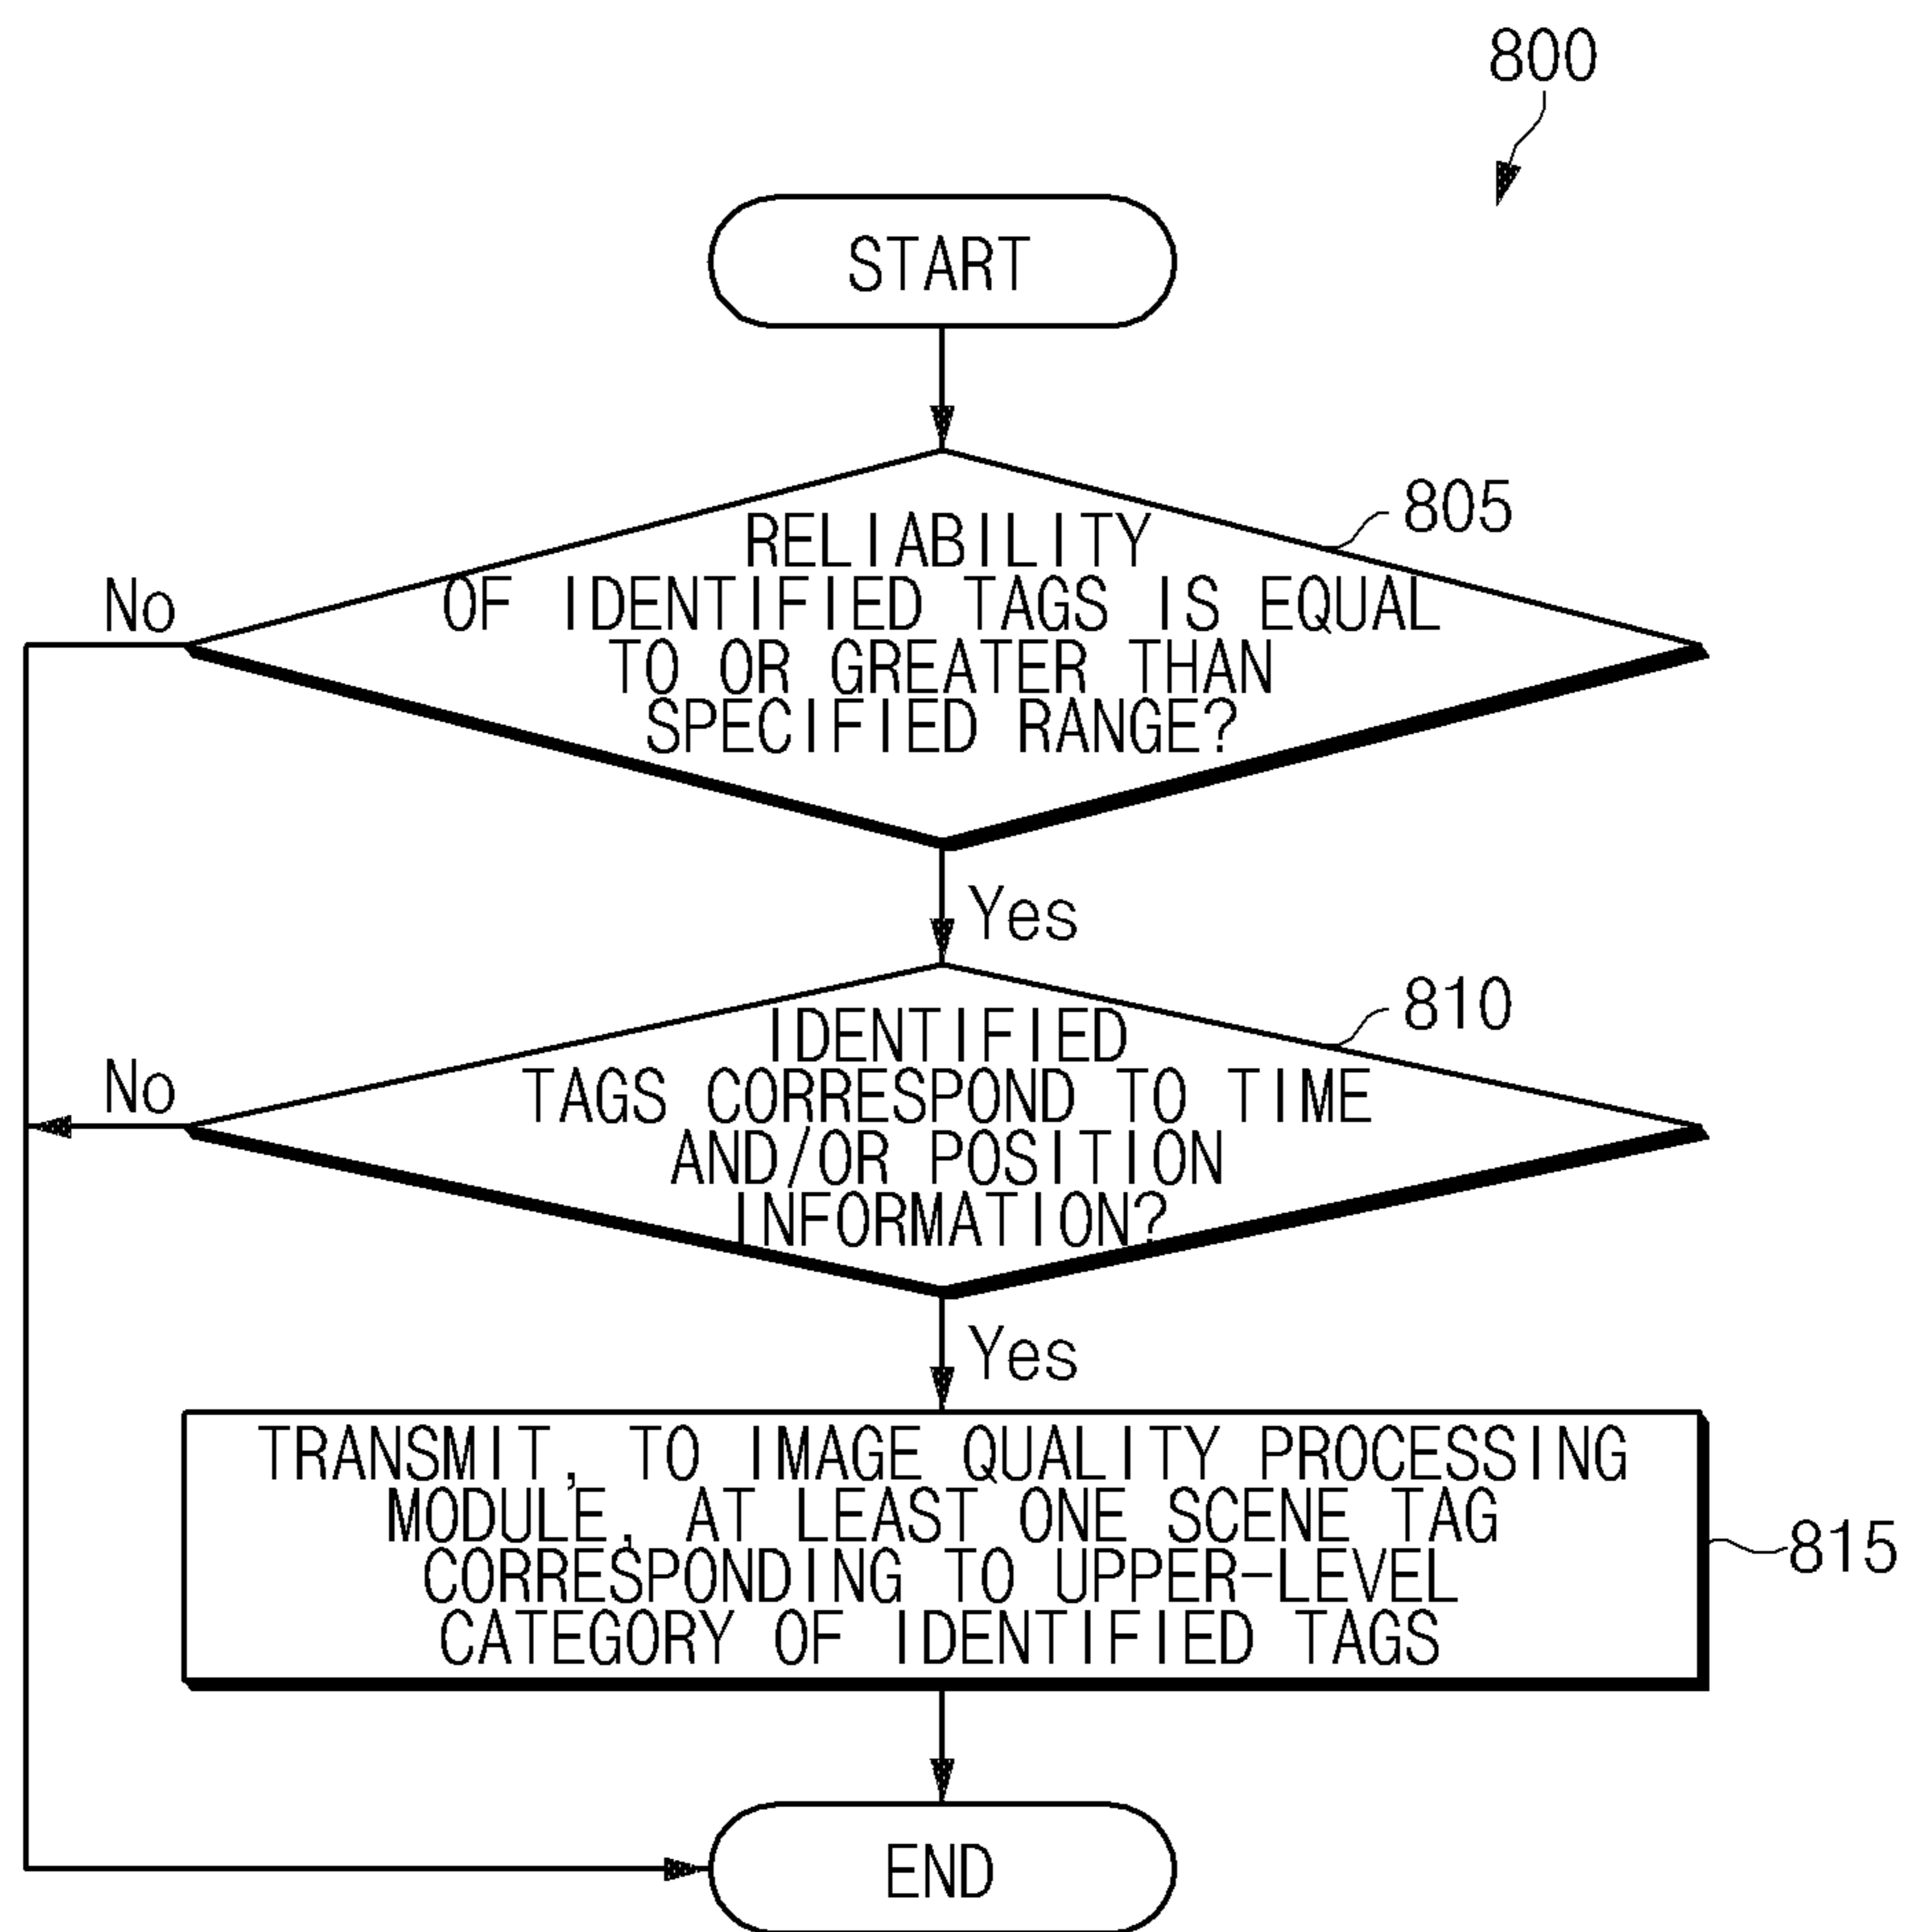 800
START
805
RELIABILITY
OF IDENTIFIED TAGS IS EQUAL
TO OR GREATER THAN
SPECIFIED RANGE?
No
Yes
810
IDENTIFIED
TAGS CORRESPOND TO TIME
AND/OR POSITION
INFORMATION?
No
Yes
TRANSMIT, TO IMAGE QUALITY PROCESSING
MODULE, AT LEAST ONE SCENE TAG
CORRESPONDING TO UPPER-LEVEL
CATEGORY OF IDENTIFIED TAGS
815
END